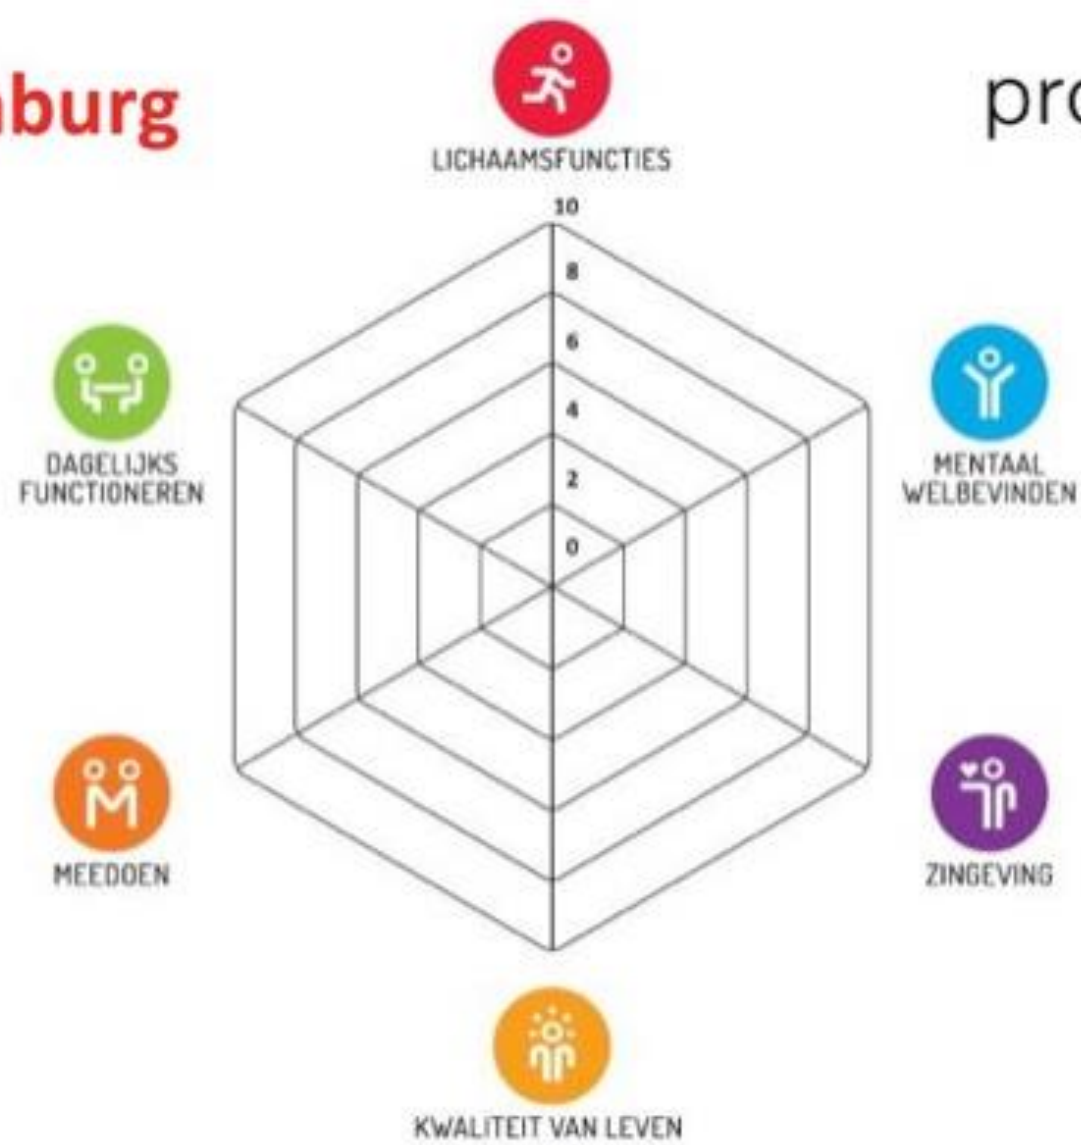 burg
pro
LICHAAMSFUNCTIES
10
8
6
4
2
0
DAGELIJKS
FUNCTIONEREN
MENTAAL
WELBEVINDEN
MEEDOEN
ZINGEVING
KWALITEIT VAN LEVEN